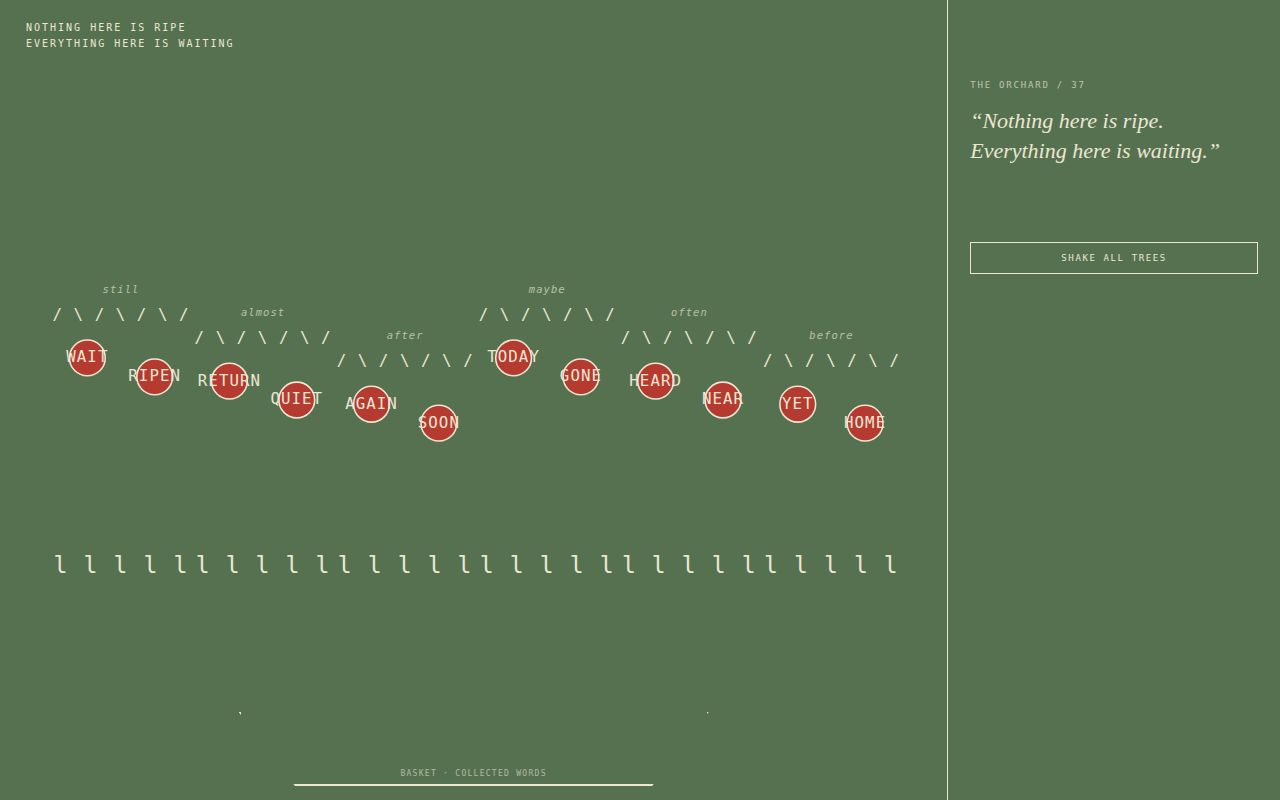 NOTHING HERE IS RIPE
EVERYTHING HERE IS WAITING
THE ORCHARD / 37
“Nothing here is ripe.
Everything here is waiting.”
SHAKE ALL TREES
still
/ \ / \ / \ /
WAIT
RIPEN
almost
/ \ / \ / \ /
RETURN
QUIET
after
/ \ / \ / \ /
AGAIN
SOON
maybe
/ \ / \ / \ /
TODAY
GONE
often
/ \ / \ / \ /
HEARD
NEAR
before
/ \ / \ / \ /
YET
HOME
l l l l l l l l l l l l l l l l l l l l l l l l l l l l l l
BASKET · COLLECTED WORDS